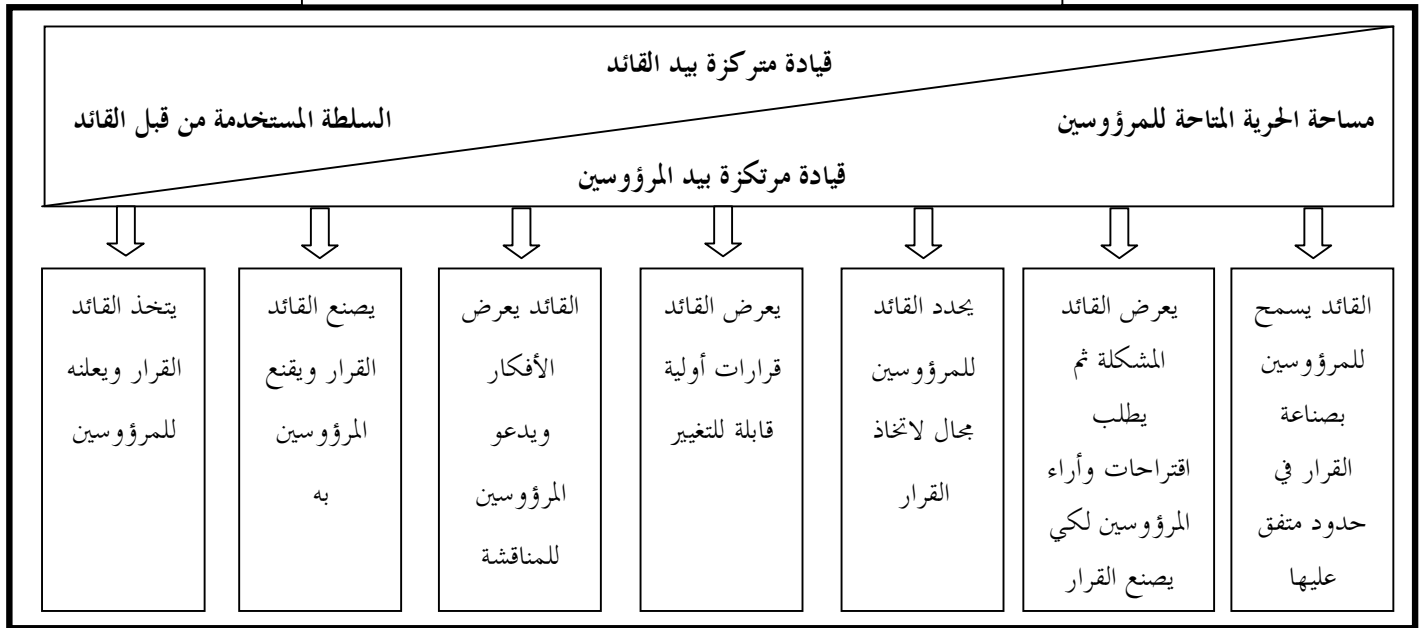 قيادة متركزة بيد القائد
مساحة الحرية المتاحة للمرؤوسين
السلطة المستخدمة من قبل القائد
قيادة مرتكزة بيد المرؤوسين
القائد يسمح
للمرؤوسين
بصناعة
القرار في
حدود متفق
عليها
يعرض القائد
المشكلة ثم
يطلب
اقتراحات وأراء
المرؤوسين لكي
يصنع القرار
يحدد القائد
للمرؤوسين
مجال لاتخاذ
القرار
يعرض القائد
قرارات أولية
قابلة للتغيير
القائد يعرض
الأفكار
ويدعو
المرؤوسين
للمناقشة
يصنع القائد
القرار ويقنع
المرؤوسين
به
يتخذ القائد
القرار ويعلنه
للمرؤوسين